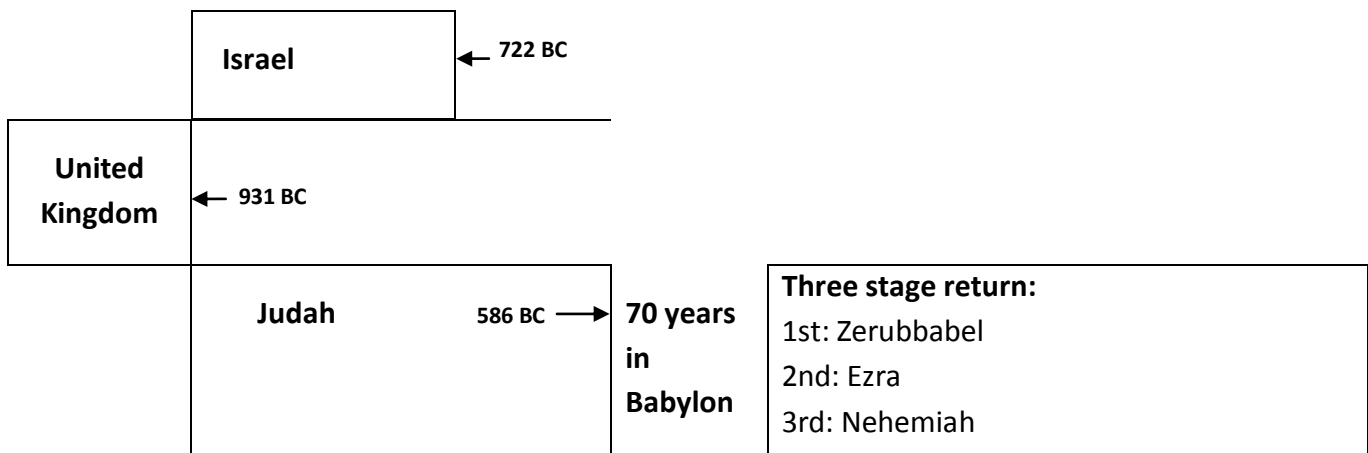 Israel
722 BC
United
Kingdom
931 BC
Judah
586 BC
70 years
in
Babylon
Three stage return:
1st: Zerubbabel
2nd: Ezra
3rd: Nehemiah